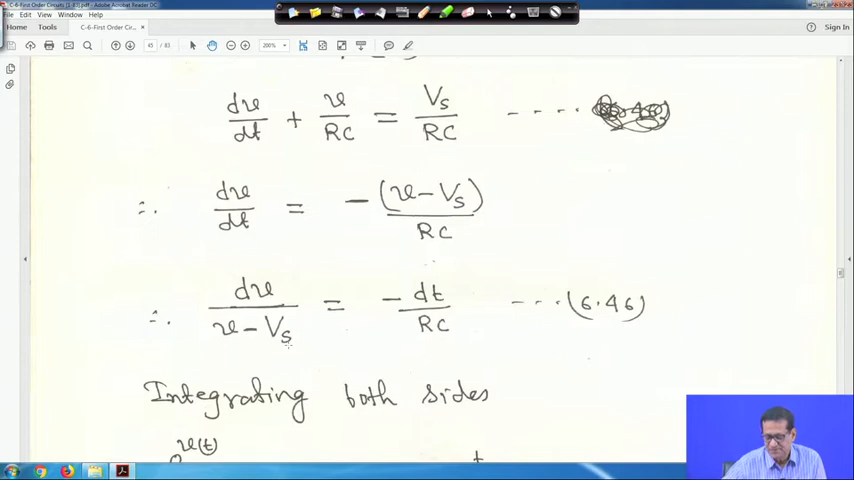 C-6-First Order Circuits [1-83].pdf - Adobe Acrobat Reader DC
File Edit View Window Help
Home Tools C-6-First Order Cir... × Sign In
45 / 83 200%
dv/dt + v/RC = Vs/RC ----
∴ dv/dt = -(v-Vs)/RC
∴ dv/v-Vs = -dt/RC ---(6.46)
Integrating both sides
v(t)
t